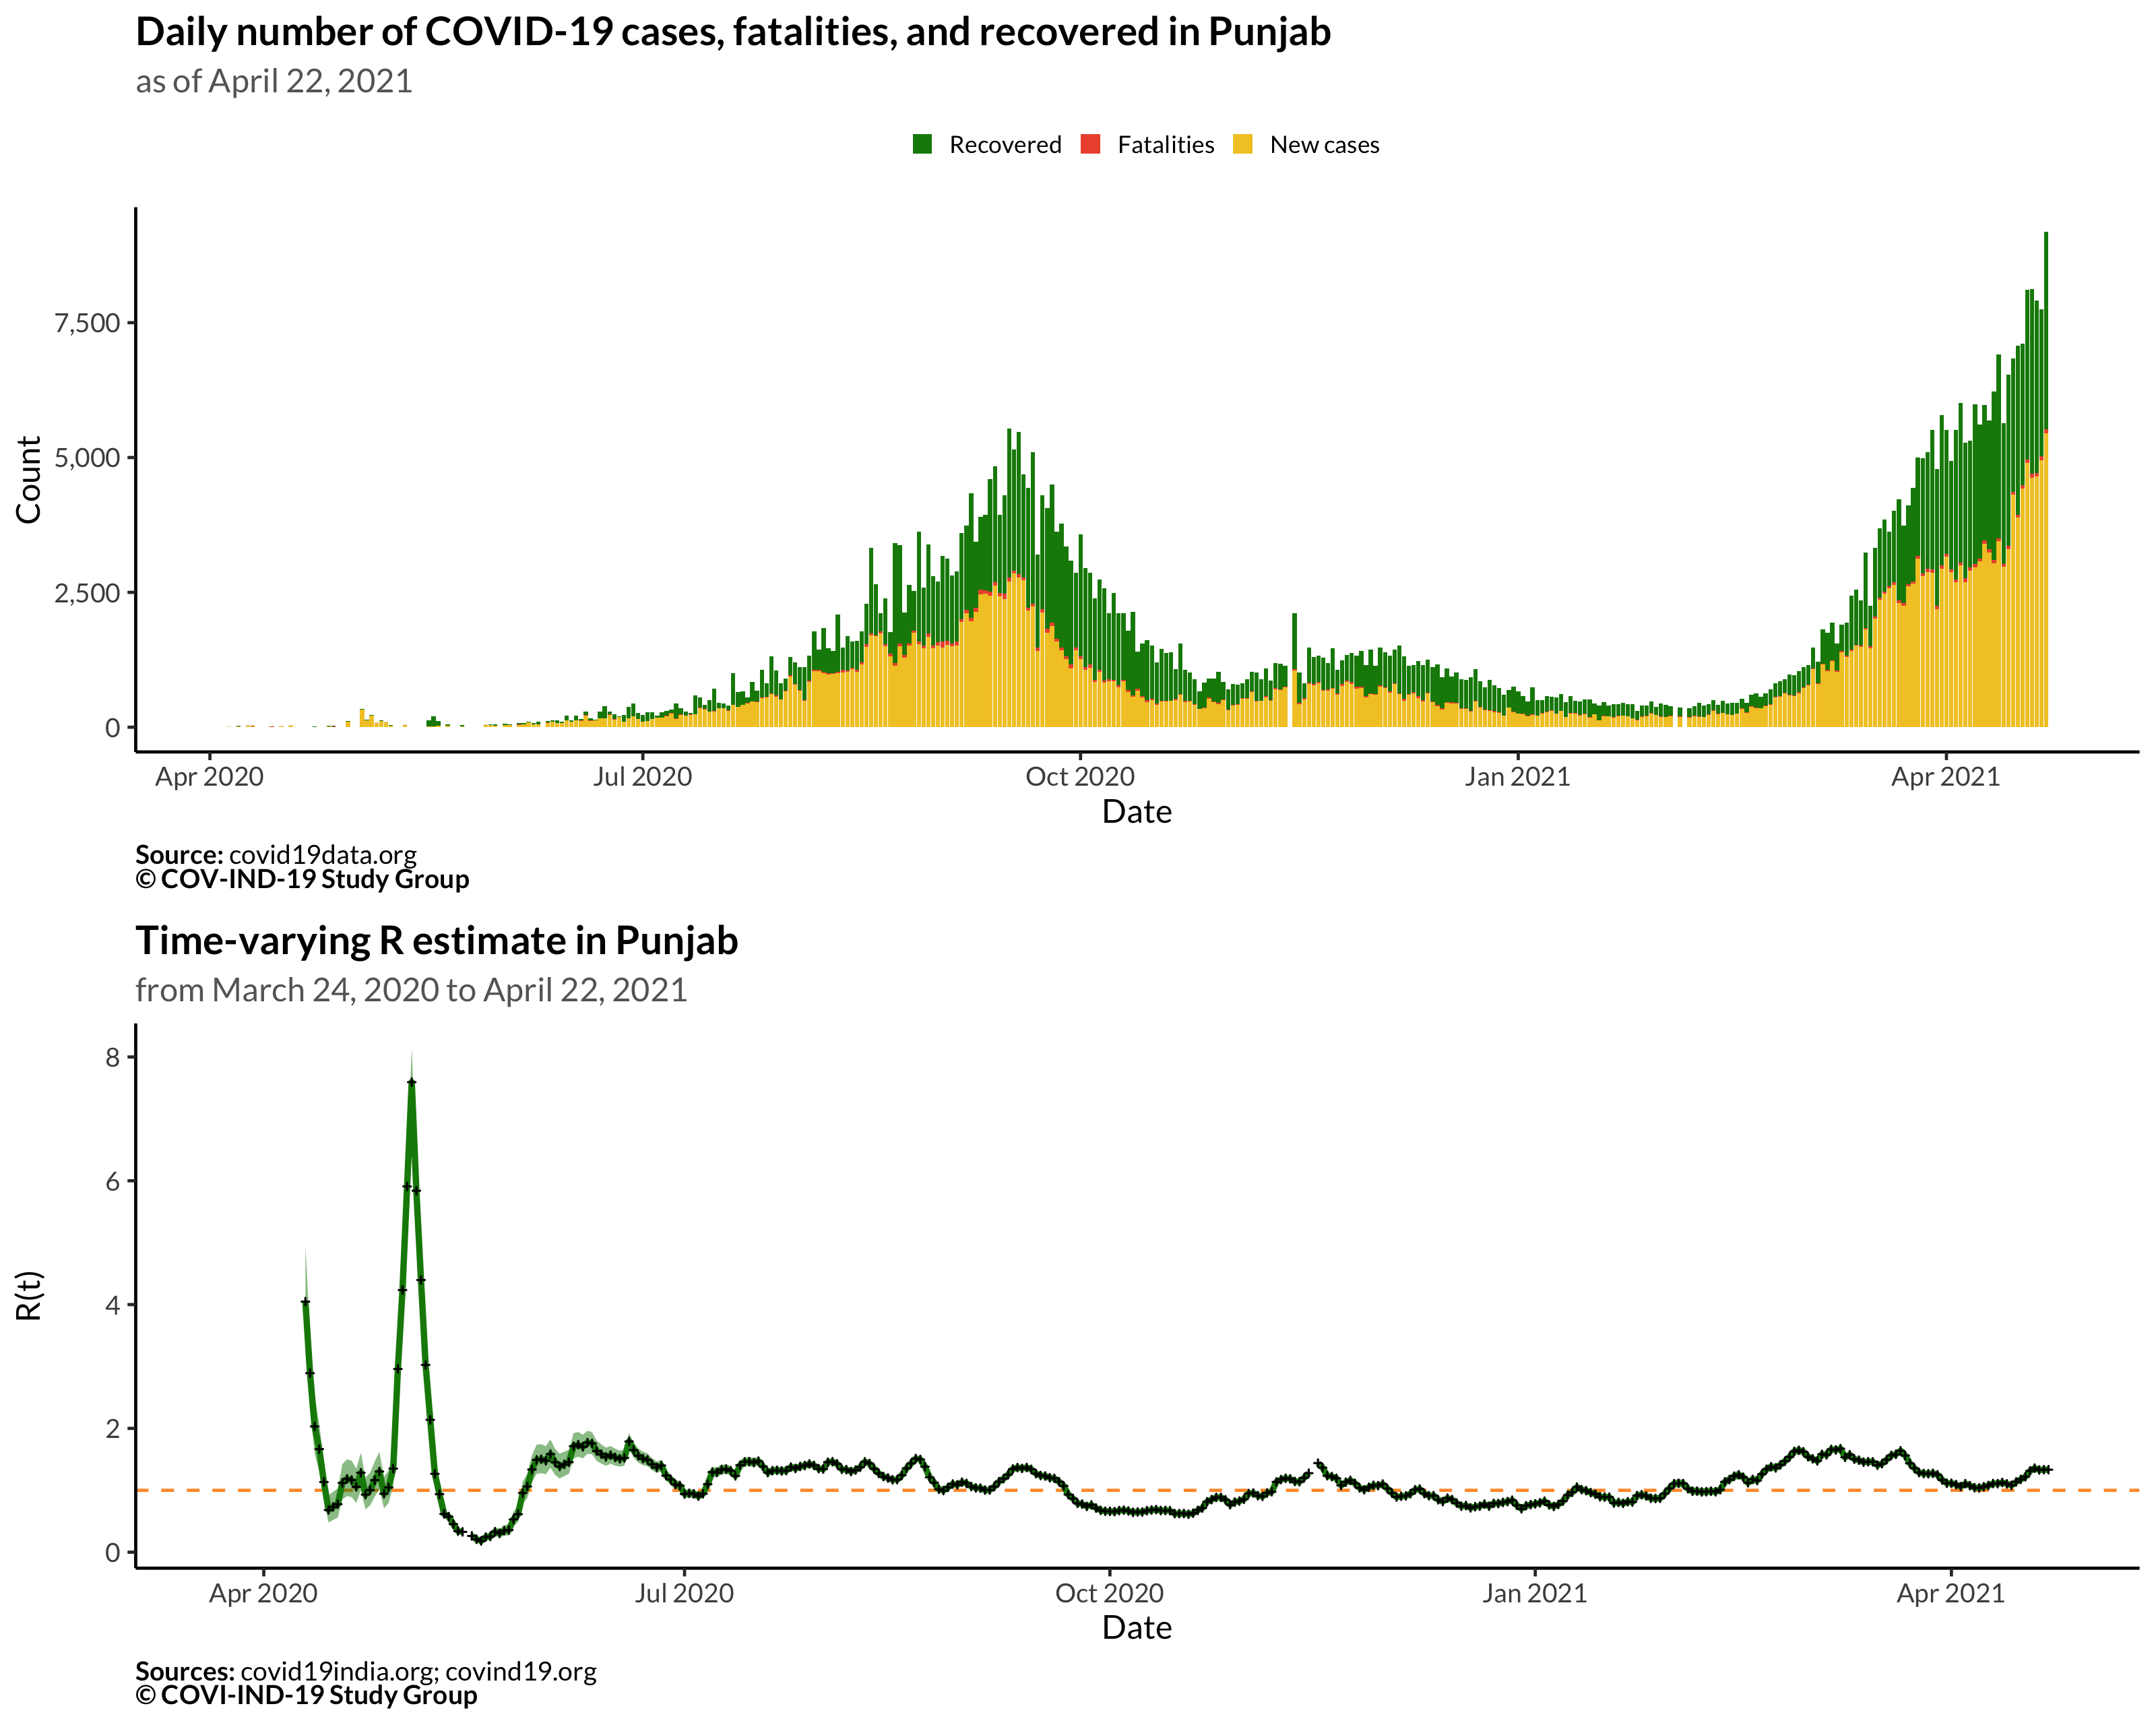 Daily number of COVID-19 cases, fatalities, and recovered in Punjab
as of April 22, 2021
Recovered Fatalities New cases
Count
7,500
5,000
2,500
0
Apr 2020 Jul 2020 Oct 2020 Jan 2021 Apr 2021
Date
Source: covid19data.org
© COV-IND-19 Study Group
Time-varying R estimate in Punjab
from March 24, 2020 to April 22, 2021
R(t)
8
6
4
2
0
Apr 2020 Jul 2020 Oct 2020 Jan 2021 Apr 2021
Date
Sources: covid19india.org; covind19.org
© COVI-IND-19 Study Group